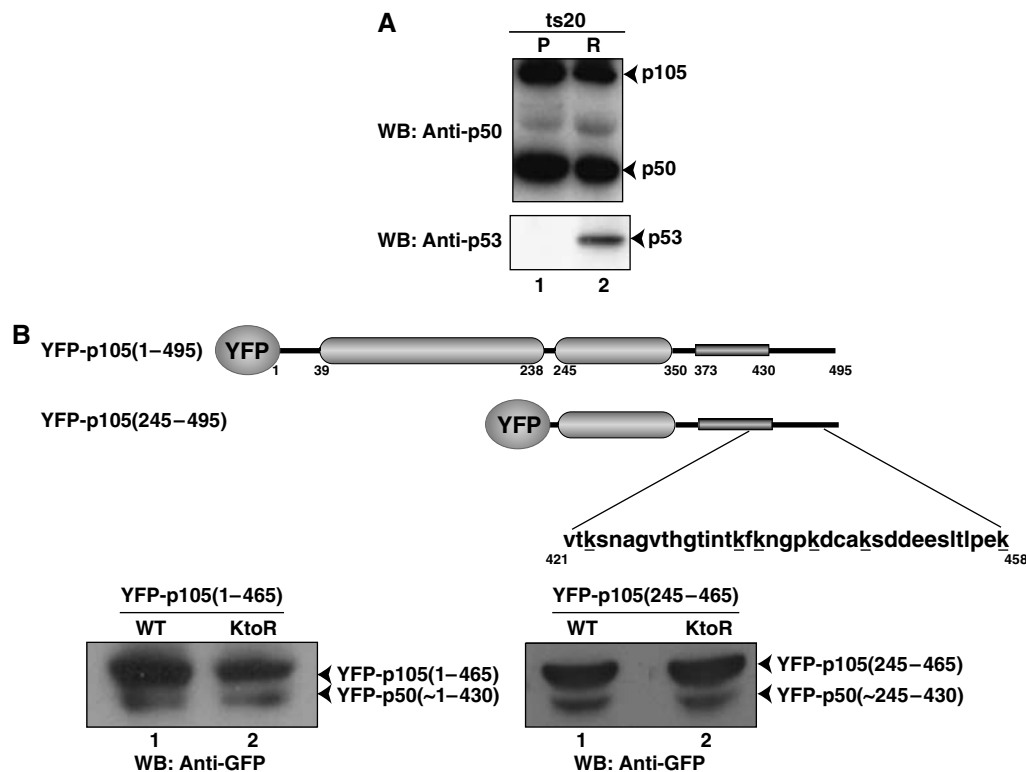 A
ts20
P R
p105
WB: Anti-p50
p50
WB: Anti-p53
p53
1 2
B
YFP-p105(1–495)
YFP
1 39 238 245 350 373 430 495
YFP-p105(245–495)
YFP
vtksnagvthgtintkfkngpkdcaksddeesltlpek
421 458
YFP-p105(1–465)
WT KtoR
YFP-p105(1–465)
YFP-p50(~1–430)
1 2
WB: Anti-GFP
YFP-p105(245–465)
WT KtoR
YFP-p105(245–465)
YFP-p50(~245–430)
1 2
WB: Anti-GFP